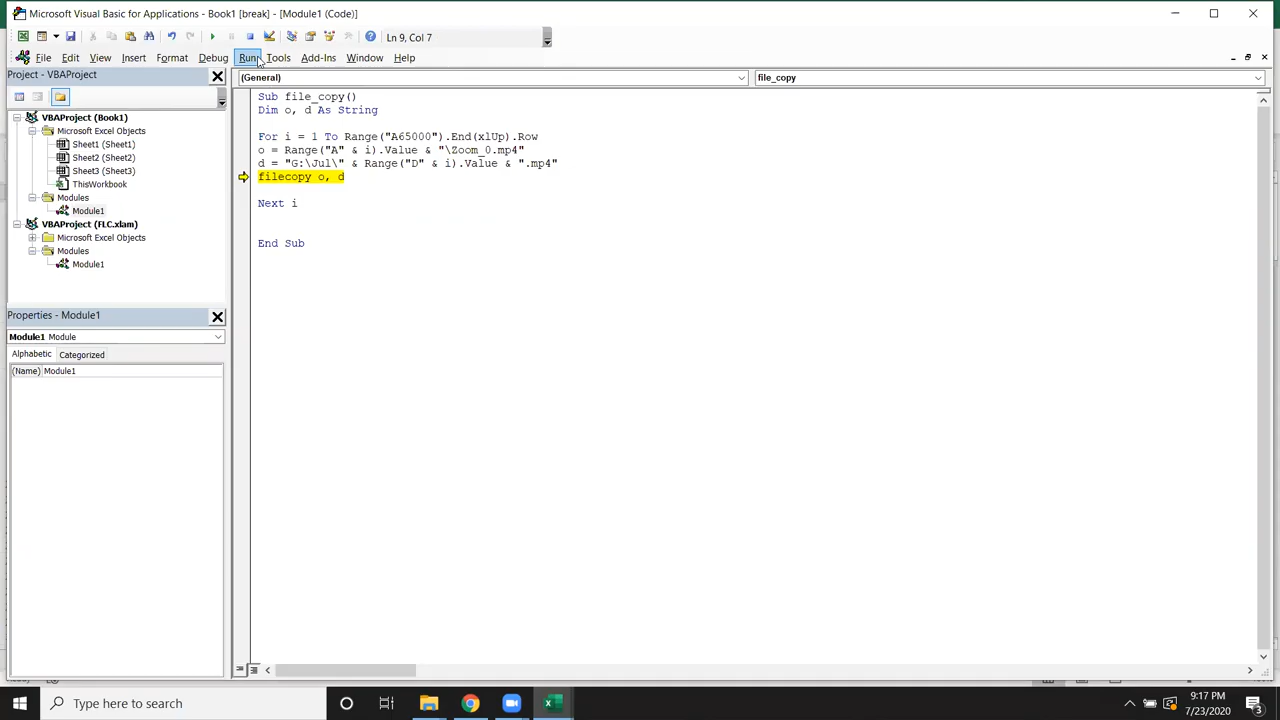 Microsoft Visual Basic for Applications - Book1 [break] - [Module1 (Code)]
Ln 9, Col 7
File Edit View Insert Format Debug Run Tools Add-Ins Window Help
Project - VBAProject
(General)
file_copy
VBAProject (Book1)
Microsoft Excel Objects
Sheet1 (Sheet1)
Sheet2 (Sheet2)
Sheet3 (Sheet3)
ThisWorkbook
Modules
Module1
VBAProject (FLC.xlam)
Microsoft Excel Objects
Modules
Module1
Sub file_copy()
Dim o, d As String
For i = 1 To Range("A65000").End(xlUp).Row
o = Range("A" & i).Value & "\Zoom_0.mp4"
d = "G:\Jul\" & Range("D" & i).Value & ".mp4"
filecopy o, d
Next i
End Sub
Properties - Module1
Module1 Module
Alphabetic Categorized
(Name) Module1
Type here to search
9:17 PM
7/23/2020
3